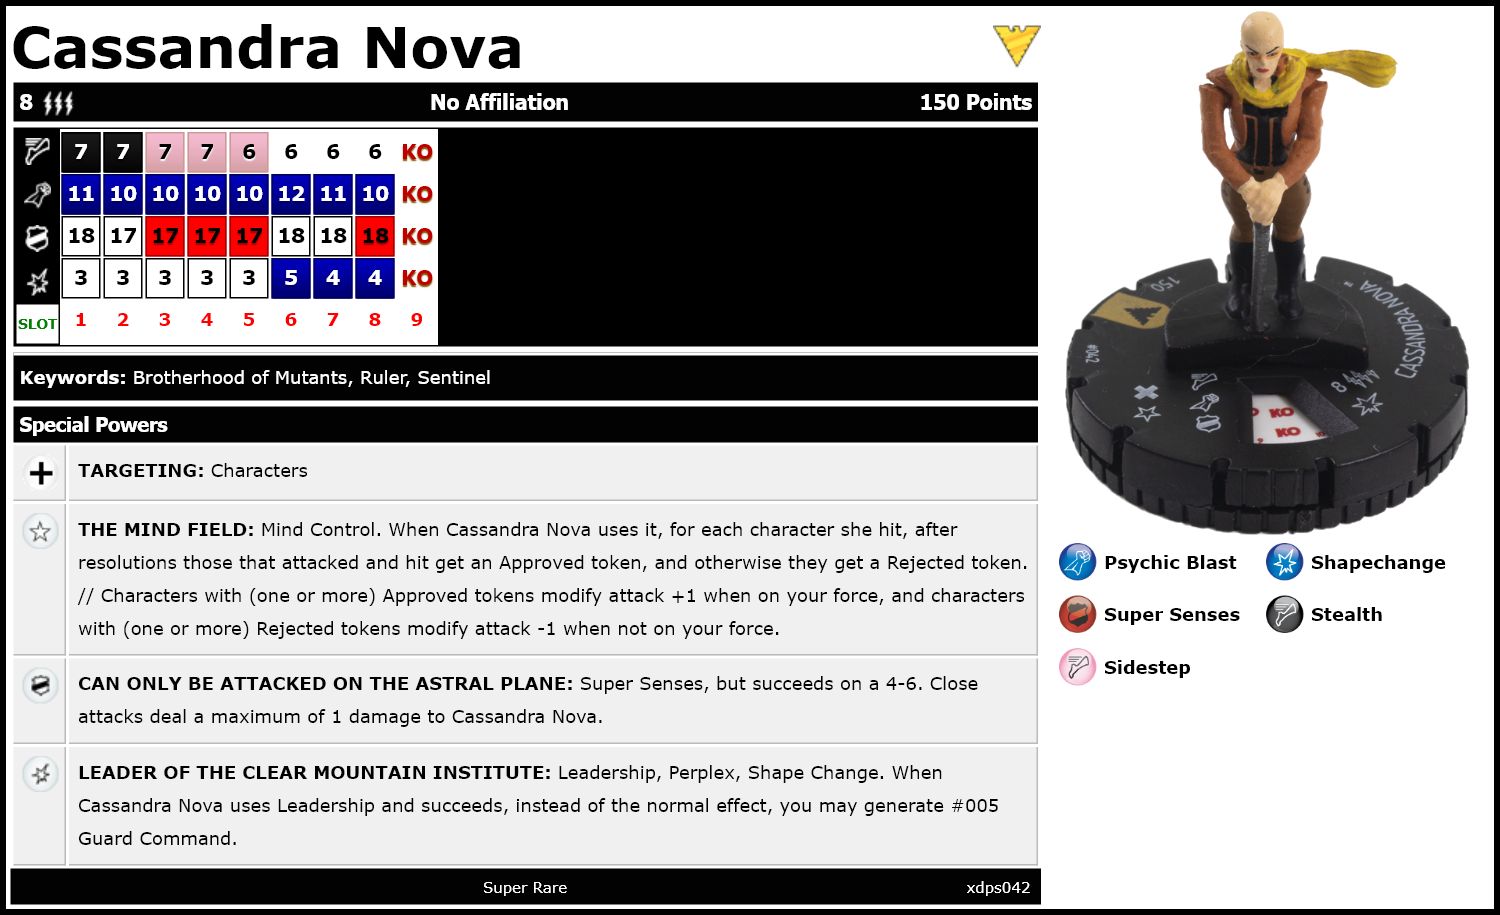 Cassandra Nova
8 No Affiliation 150 Points
7 7 7 7 6 6 6 6 KO
11 10 10 10 10 12 11 10 KO
18 17 17 17 17 18 18 18 KO
3 3 3 3 3 5 4 4 KO
SLOT 1 2 3 4 5 6 7 8 9
Keywords: Brotherhood of Mutants, Ruler, Sentinel
Special Powers
TARGETING: Characters
THE MIND FIELD: Mind Control. When Cassandra Nova uses it, for each character she hit, after
resolutions those that attacked and hit get an Approved token, and otherwise they get a Rejected token.
// Characters with (one or more) Approved tokens modify attack +1 when on your force, and characters
with (one or more) Rejected tokens modify attack -1 when not on your force.
CAN ONLY BE ATTACKED ON THE ASTRAL PLANE: Super Senses, but succeeds on a 4-6. Close
attacks deal a maximum of 1 damage to Cassandra Nova.
LEADER OF THE CLEAR MOUNTAIN INSTITUTE: Leadership, Perplex, Shape Change. When
Cassandra Nova uses Leadership and succeeds, instead of the normal effect, you may generate #005
Guard Command.
Super Rare xdps042
150
CASSANDRA NOVA™
#042
8
KO
KO
Psychic Blast Shapechange
Super Senses Stealth
Sidestep